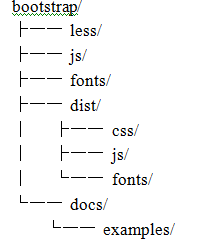 bootstrap/
├── less/
├── js/
├── fonts/
├── dist/
│   ├── css/
│   ├── js/
│   └── fonts/
└── docs/
    └── examples/